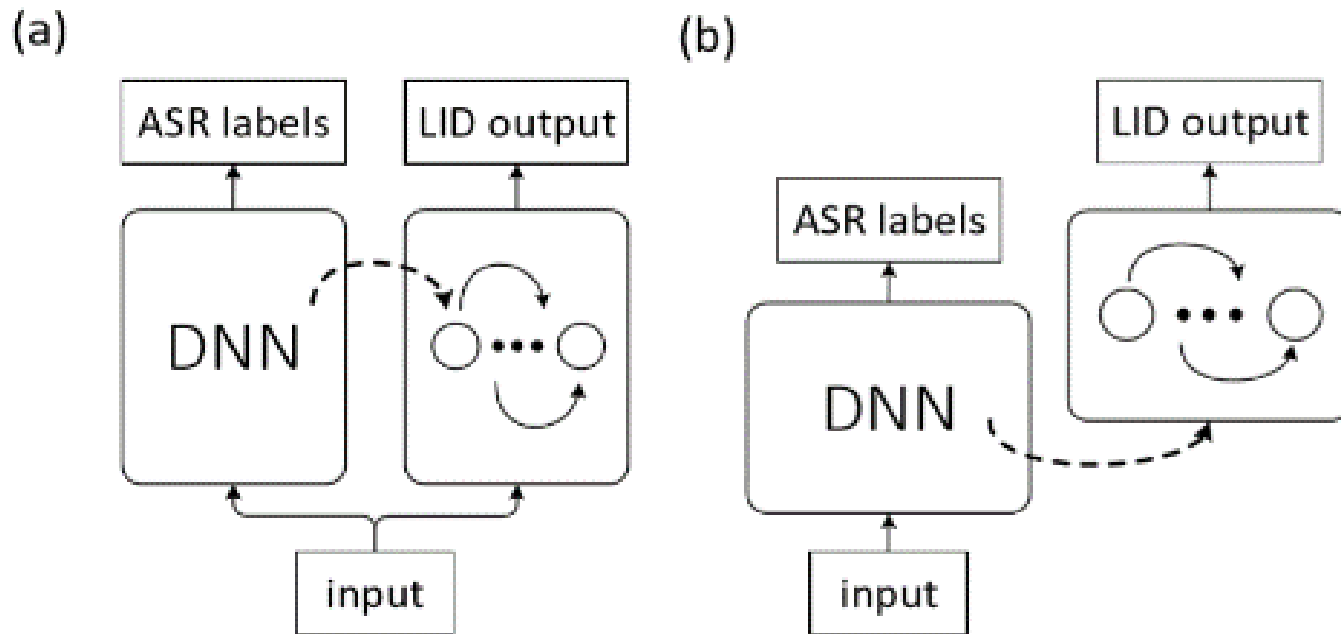 (a)
ASR labels
LID output
DNN
input
(b)
LID output
ASR labels
DNN
input